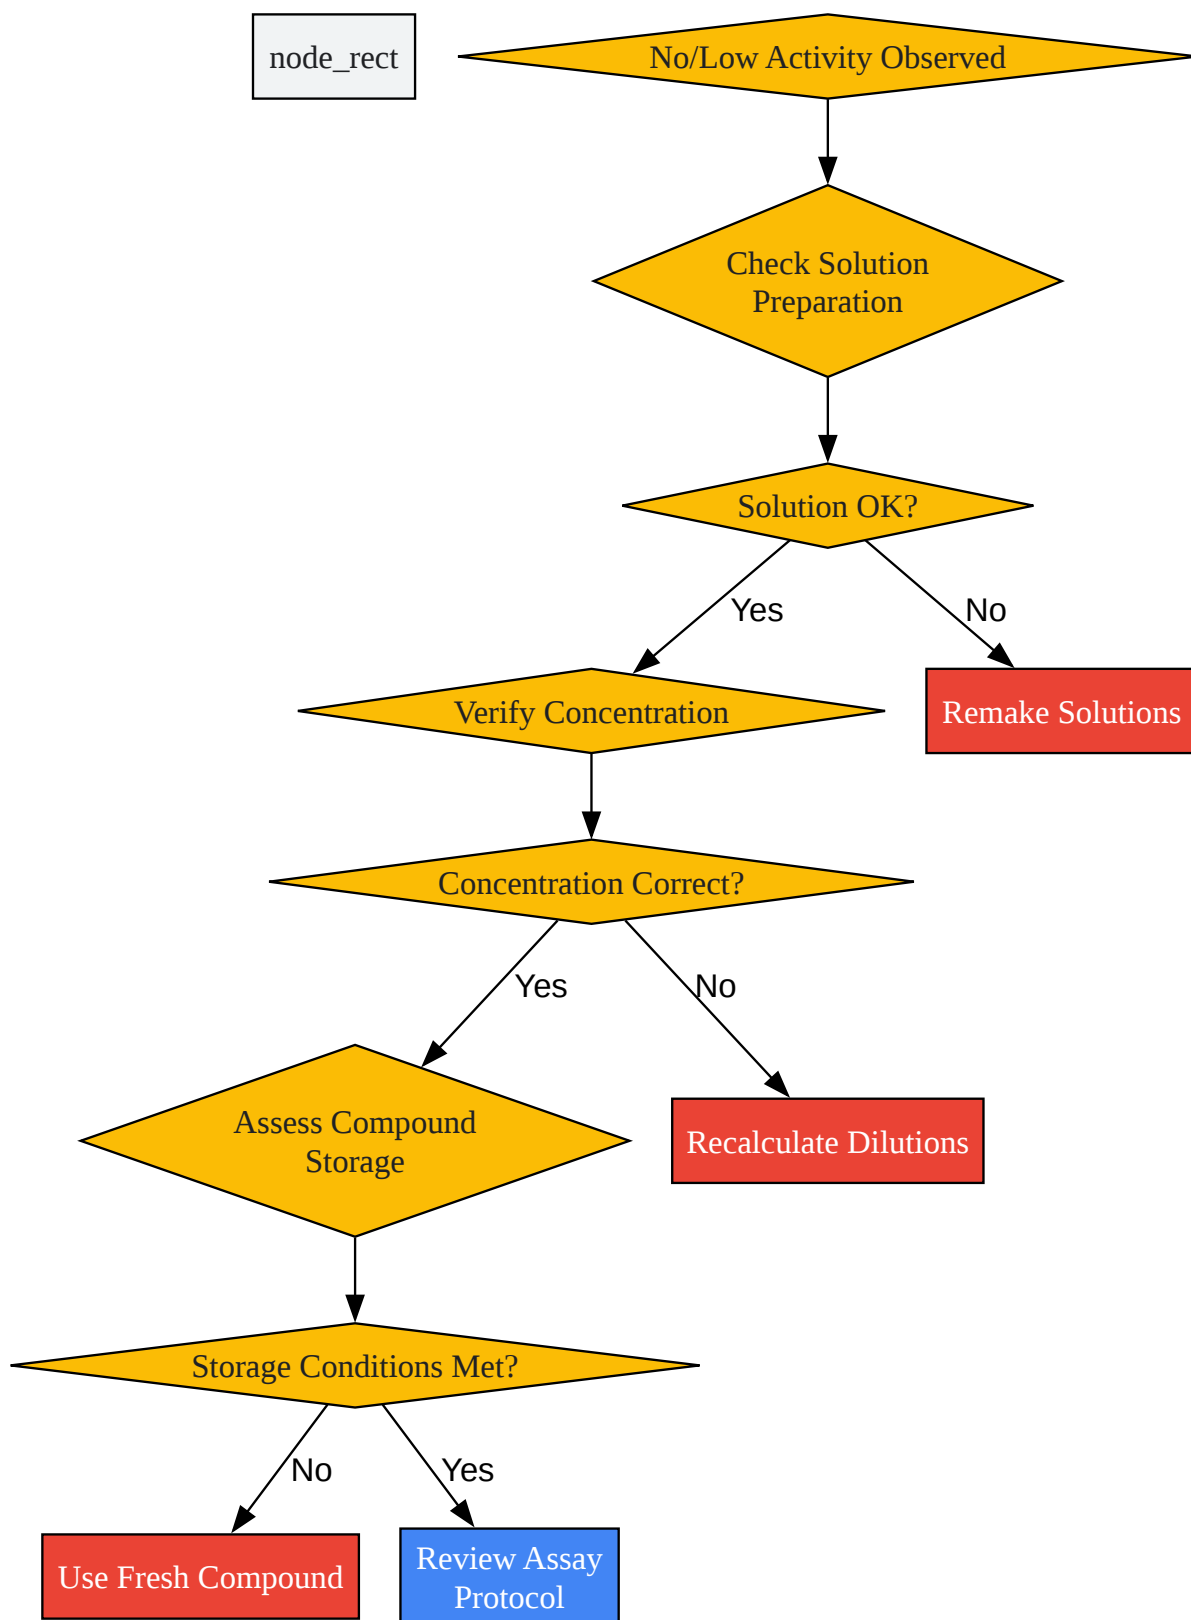 node_rect
No/Low Activity Observed
Check Solution
Preparation
Solution OK?
Yes
No
Verify Concentration
Remake Solutions
Concentration Correct?
Yes
No
Assess Compound
Storage
Recalculate Dilutions
Storage Conditions Met?
No
Yes
Use Fresh Compound
Review Assay
Protocol